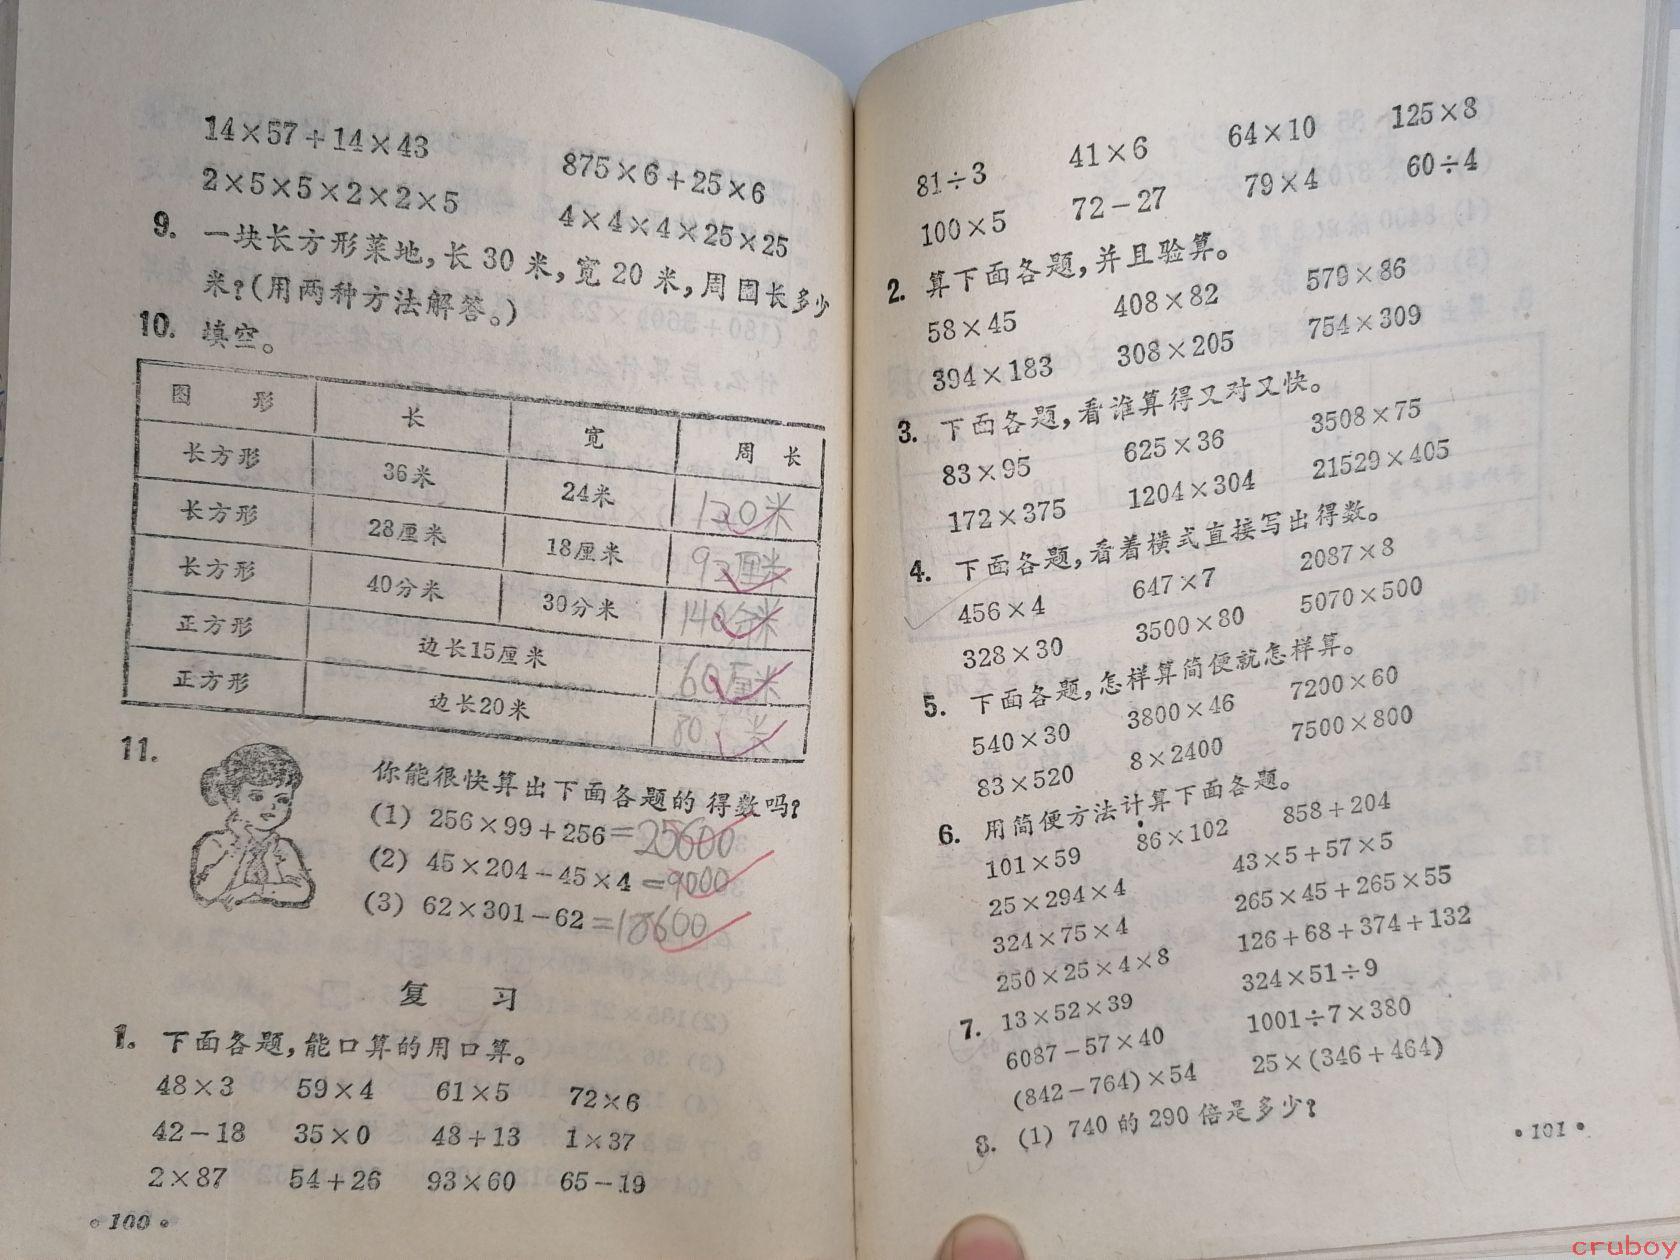 14×57+14×43 875×6+25×6
2×5×5×2×2×5 4×4×4×25×25
9. 一块长方形菜地,长30米,宽20米,周围长多少
米?(用两种方法解答。)
10. 填空。
图 形 长 宽 周 长
长方形 36米 24米 120米
长方形 28厘米 18厘米 92厘米
长方形 40分米 30分米 140分米
正方形 边长15厘米 60厘米
正方形 边长20米 80米
11. 你能很快算出下面各题的得数吗?
(1) 256×99+256=25600
(2) 45×204-45×4=9000
(3) 62×301-62=18600
复 习
1. 下面各题,能口算的用口算。
48×3 59×4 61×5 72×6
42-18 35×0 48+13 1×37
2×87 54+26 93×60 65-19
·100·
81÷3 41×6 64×10 125×8
100×5 72-27 79×4 60÷4
2. 算下面各题,并且验算。
58×45 408×82 579×86
394×183 308×205 754×309
3. 下面各题,看谁算得又对又快。
83×95 625×36 3508×75
172×375 1204×304 21529×405
4. 下面各题,看着横式直接写出得数。
456×4 647×7 2087×8
328×30 3500×80 5070×500
5. 下面各题,怎样算简便就怎样算。
540×30 3800×46 7200×60
83×520 8×2400 7500×800
6. 用简便方法计算下面各题。
101×59 86×102 858+204
25×294×4 43×5+57×5
324×75×4 265×45+265×55
250×25×4×8 126+68+374+132
7. 13×52×39 324×51÷9
6087-57×40 1001÷7×380
(842-764)×54 25×(346+464)
8. (1) 740的290倍是多少?
·101·
cruboy